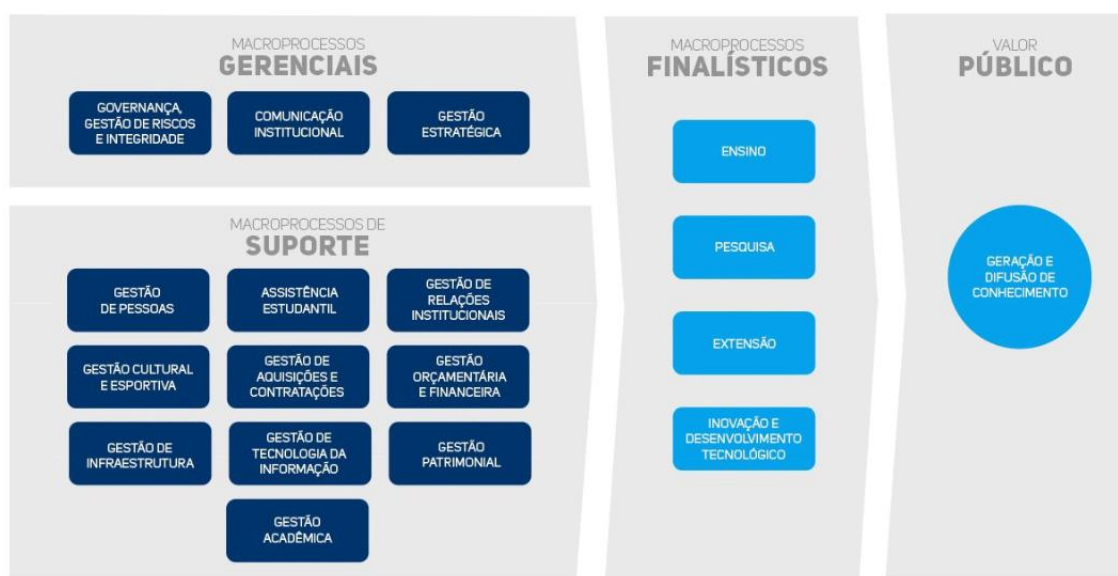 MACROPROCESSOS
GERENCIAIS
GOVERNANÇA,
GESTÃO DE RISCOS
E INTEGRIDADE
COMUNICAÇÃO
INSTITUCIONAL
GESTÃO
ESTRATÉGICA
MACROPROCESSOS DE
SUPORTE
GESTÃO
DE PESSOAS
ASSISTÊNCIA
ESTUDANTIL
GESTÃO DE
RELAÇÕES
INSTITUCIONAIS
GESTÃO CULTURAL
E ESPORTIVA
GESTÃO DE
AQUISIÇÕES E
CONTRATAÇÕES
GESTÃO
ORÇAMENTÁRIA
E FINANCEIRA
GESTÃO DE
INFRAESTRUTURA
GESTÃO DE
TECNOLOGIA DA
INFORMAÇÃO
GESTÃO
PATRIMONIAL
GESTÃO
ACADÊMICA
MACROPROCESSOS
FINALÍSTICOS
ENSINO
PESQUISA
EXTENSÃO
INOVAÇÃO E
DESENVOLVIMENTO
TECNOLÓGICO
VALOR
PÚBLICO
GERAÇÃO E
DIFUSÃO DE
CONHECIMENTO